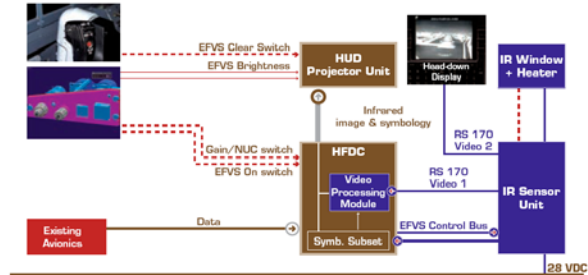 EFVS Clear Switch
EFVS Brightness
HUD
Projector Unit
Head-down
Display
IR Window
+ Heater
Infrared
image & symbology
RS 170
Video 2
Gain/NUC switch
EFVS On switch
HFDC
Video
Processing
Module
RS 170
Video 1
IR Sensor
Unit
Existing
Avionics
Data
Symb. Subset
EFVS Control Bus
28 VDC